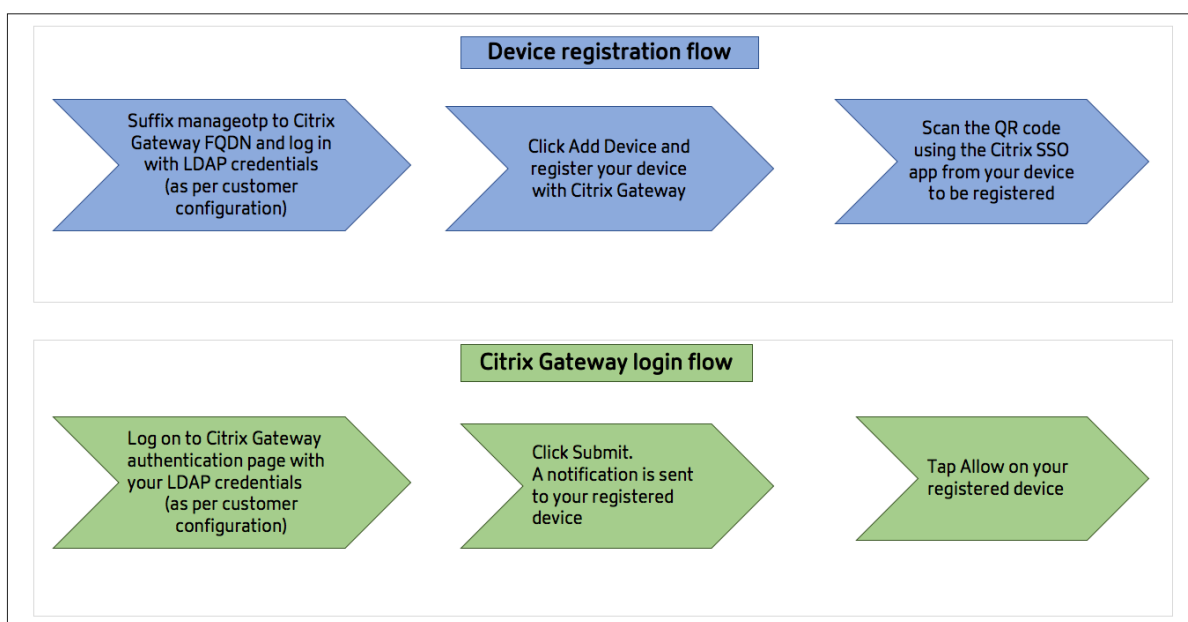 Device registration flow
Suffix manageotp to Citrix
Gateway FQDN and log in
with LDAP credentials
(as per customer
configuration)
Click Add Device and
register your device
with Citrix Gateway
Scan the QR code
using the Citrix SSO
app from your device
to be registered
Citrix Gateway login flow
Log on to Citrix Gateway
authentication page with
your LDAP credentials
(as per customer
configuration)
Click Submit.
A notification is sent
to your registered
device
Tap Allow on your
registered device